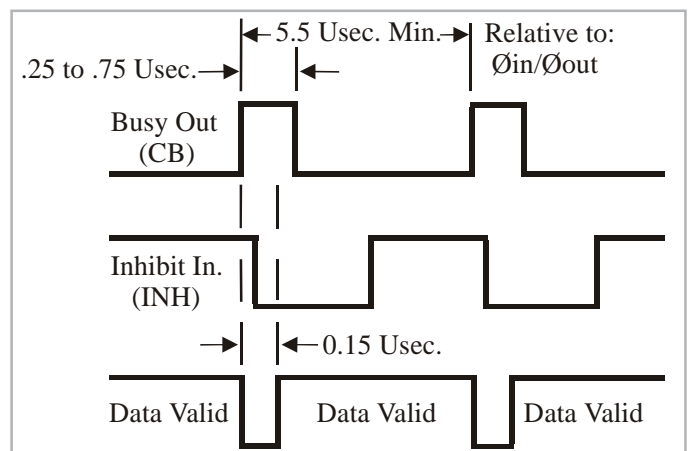 5.5 Usec. Min.
Relative to:
Øin/Øout
.25 to .75 Usec.
Busy Out
(CB)
Inhibit In.
(INH)
0.15 Usec.
Data Valid Data Valid Data Valid